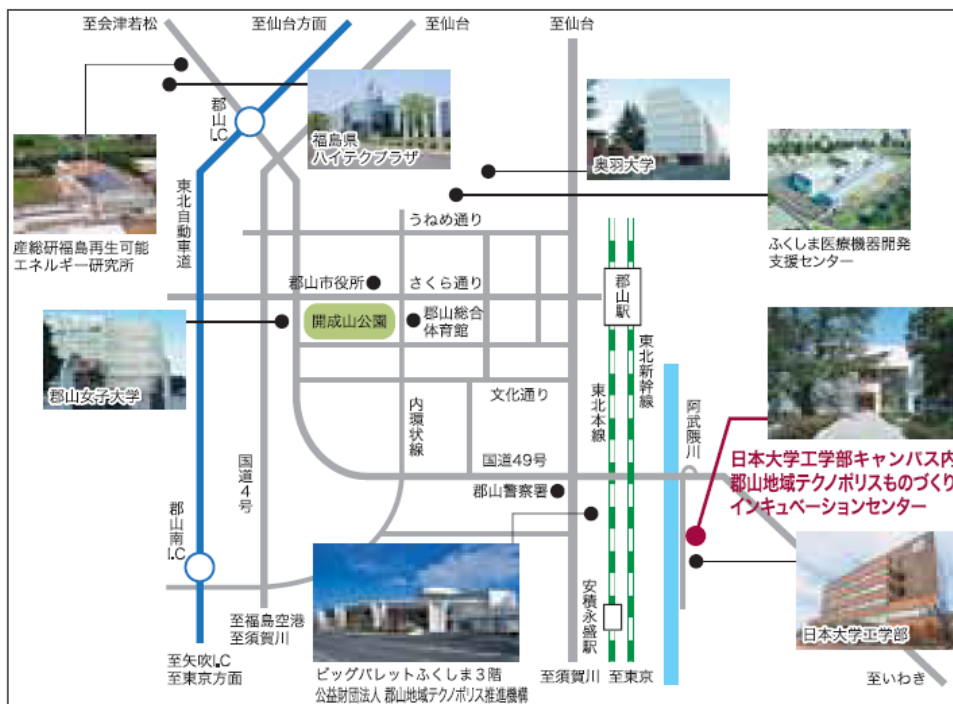 至会津若松
至仙台方面
至仙台
至仙台
郡山
I.C
福島県
ハイテクプラザ
奥羽大学
東北自動車道
産総研福島再生可能
エネルギー研究所
うねめ通り
ふくしま医療機器開発
支援センター
郡山市役所
さくら通り
郡山駅
開成山公園
郡山総合
体育館
郡山女子大学
東北新幹線
文化通り
東北本線
内環状線
阿武隈川
国道4号
国道49号
日本大学工学部キャンパス内
郡山地域テクノポリスものづくり
インキュベーションセンター
郡山警察署
郡山南
I.C
安積永盛駅
日本大学工学部
至福島空港
至須賀川
至矢吹I.C
至東京方面
ビッグパレットふくしま3階
公益財団法人 郡山地域テクノポリス推進機構
至須賀川
至東京
至いわき